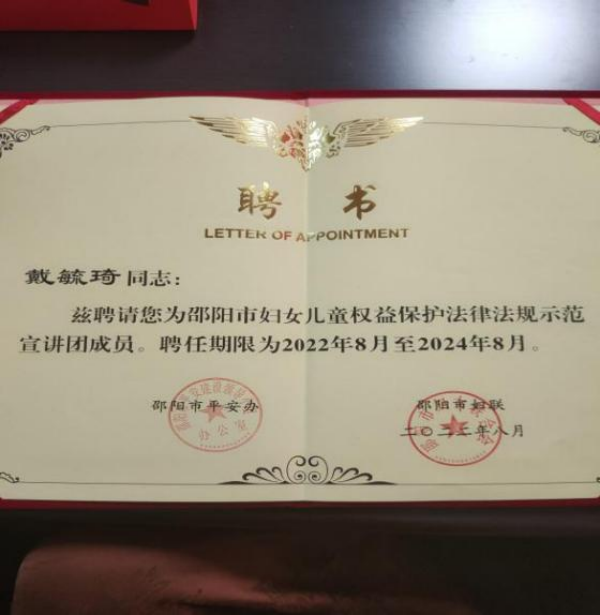 聘 书
LETTER OF APPOINTMENT
戴毓琦同志：
兹聘请您为邵阳市妇女儿童权益保护法律法规示范
宣讲团成员。聘任期限为2022年8月至2024年8月。
邵阳市平安办 邵阳市妇联
办公室 二〇二二年八月